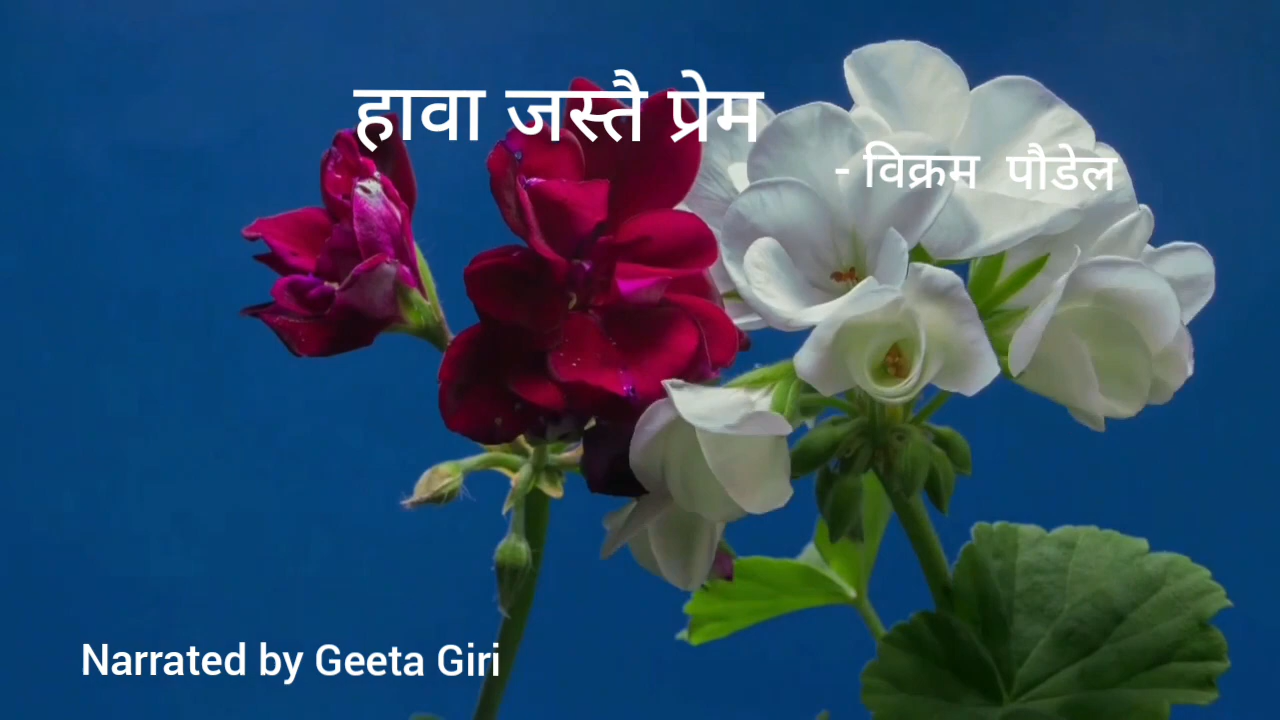 हावा जस्तै प्रेम
- विक्रम पौडेल
Narrated by Geeta Giri